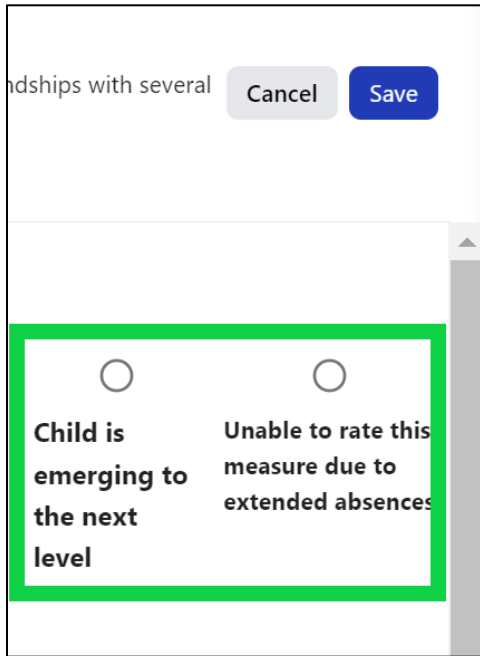 ndships with several
Cancel
Save
Child is
emerging to
the next
level
Unable to rate this
measure due to
extended absences